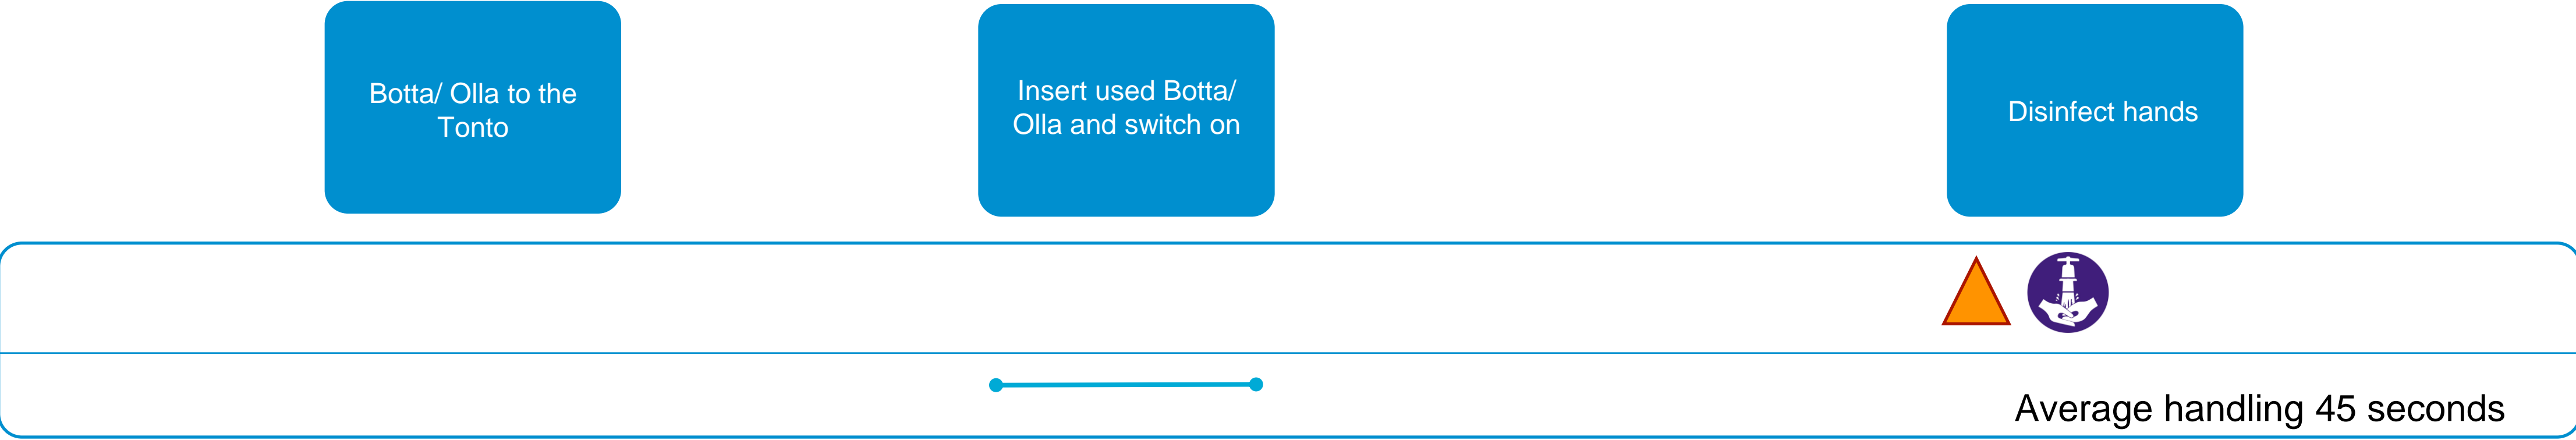 Botta/ Olla to the
Tonto
Insert used Botta/
Olla and switch on
Disinfect hands
Average handling 45 seconds